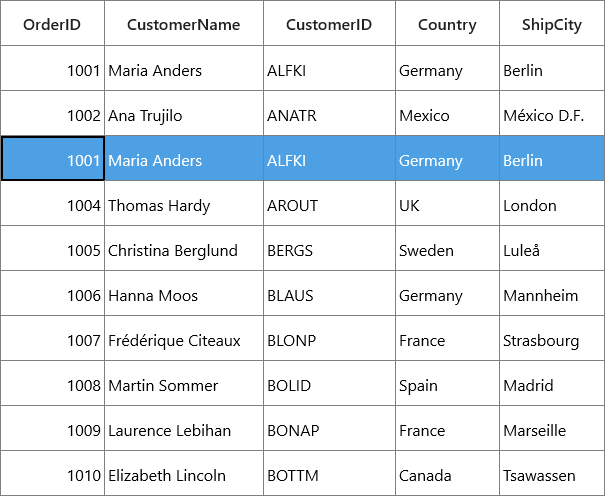 OrderID CustomerName CustomerID Country ShipCity
1001 Maria Anders ALFKI Germany Berlin
1002 Ana Trujilo ANATR Mexico México D.F.
1001 Maria Anders ALFKI Germany Berlin
1004 Thomas Hardy AROUT UK London
1005 Christina Berglund BERGS Sweden Luleå
1006 Hanna Moos BLAUS Germany Mannheim
1007 Frédérique Citeaux BLONP France Strasbourg
1008 Martin Sommer BOLID Spain Madrid
1009 Laurence Lebihan BONAP France Marseille
1010 Elizabeth Lincoln BOTTM Canada Tsawassen